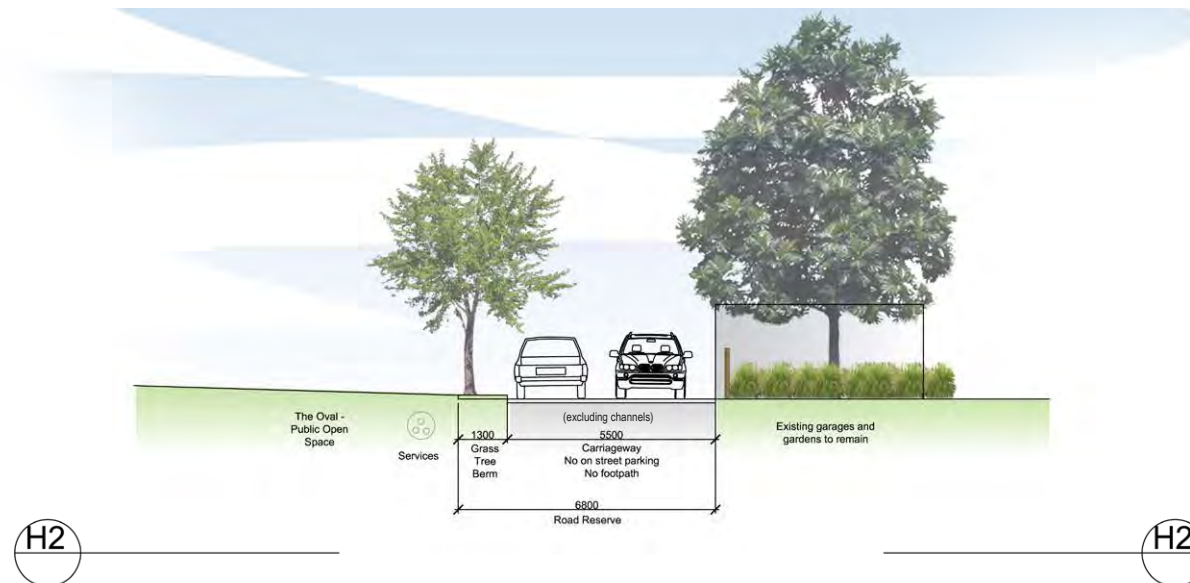 The Oval -
Public Open
Space
Services
1300
Grass
Tree
Berm
(excluding channels)
5500
Carriageway
No on street parking
No footpath
Existing garages and
gardens to remain
6800
Road Reserve
H2
H2